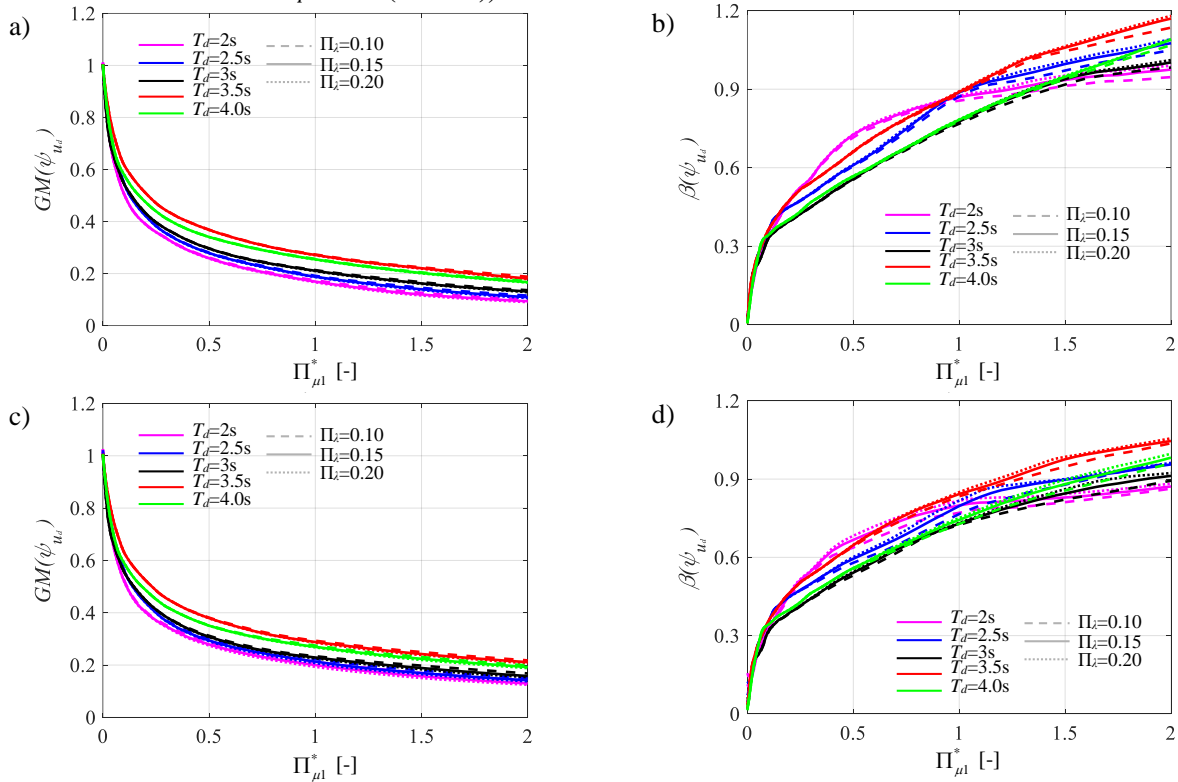 a)
GM(ψ_{u_d})
1.2
1
0.8
0.6
0.4
0.2
0
T_d=2s
T_d=2.5s
T_d=3s
T_d=3.5s
T_d=4.0s
Π_λ=0.10
Π_λ=0.15
Π_λ=0.20
0 0.5 1 1.5 2
Π*_{μ1} [-]
b)
β(ψ_{u_d})
1.2
0.9
0.6
0.3
0
T_d=2s
T_d=2.5s
T_d=3s
T_d=3.5s
T_d=4.0s
Π_λ=0.10
Π_λ=0.15
Π_λ=0.20
0 0.5 1 1.5 2
Π*_{μ1} [-]
c)
GM(ψ_{u_d})
1.2
1
0.8
0.6
0.4
0.2
0
T_d=2s
T_d=2.5s
T_d=3s
T_d=3.5s
T_d=4.0s
Π_λ=0.10
Π_λ=0.15
Π_λ=0.20
0 0.5 1 1.5 2
Π*_{μ1} [-]
d)
β(ψ_{u_d})
1.2
0.9
0.6
0.3
0
T_d=2s
T_d=2.5s
T_d=3s
T_d=3.5s
T_d=4.0s
Π_λ=0.10
Π_λ=0.15
Π_λ=0.20
0 0.5 1 1.5 2
Π*_{μ1} [-]